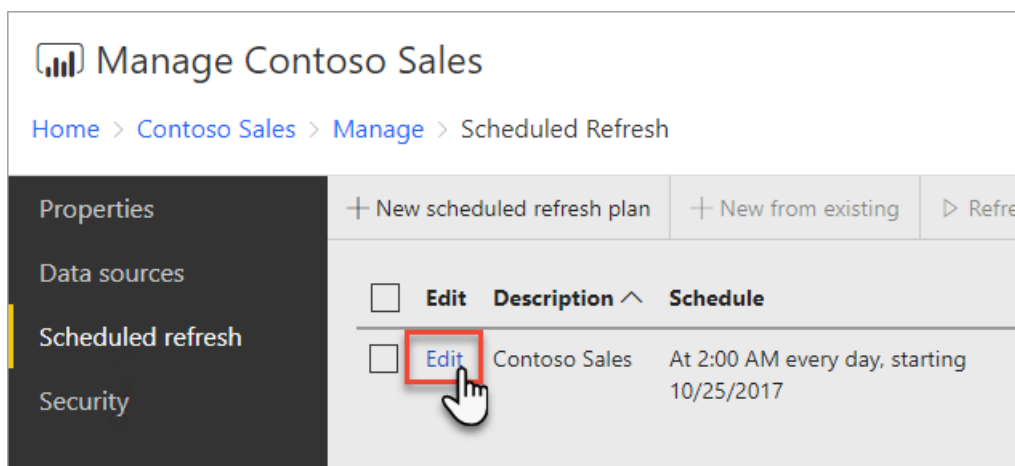 Manage Contoso Sales
Home > Contoso Sales > Manage > Scheduled Refresh
Properties
Data sources
Scheduled refresh
Security
+ New scheduled refresh plan + New from existing
Edit Description Schedule
Edit Contoso Sales At 2:00 AM every day, starting
10/25/2017